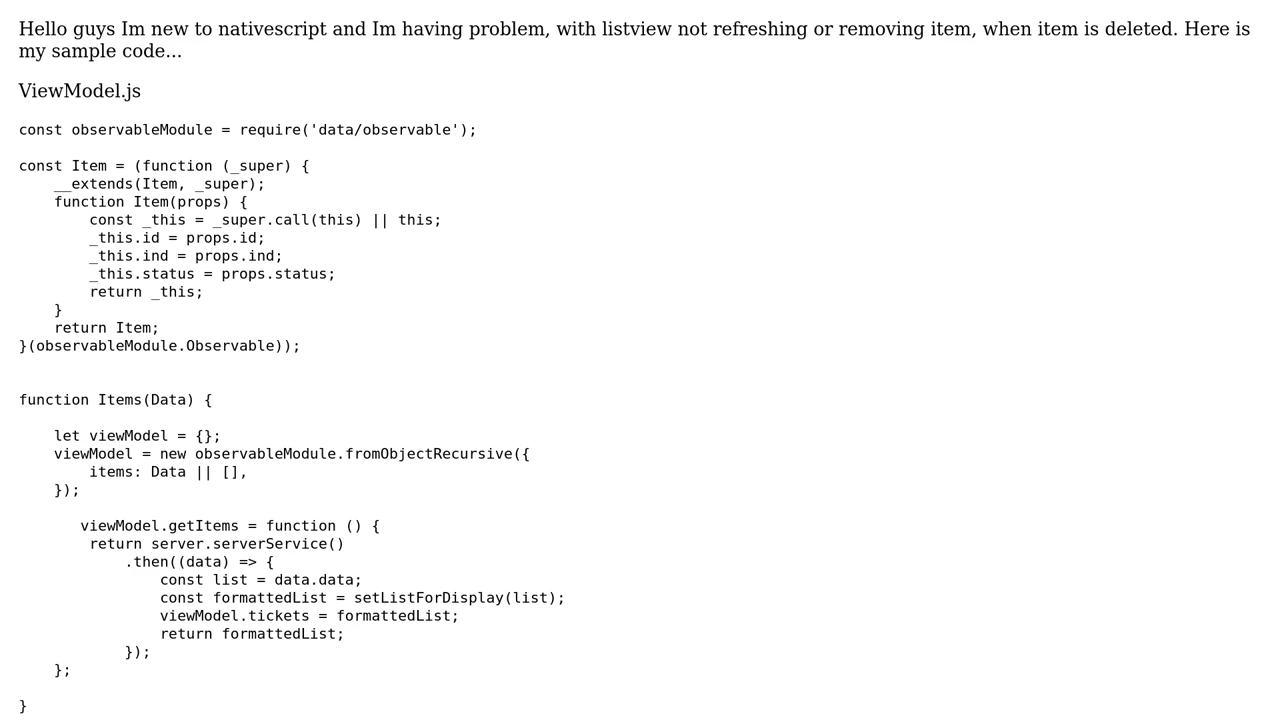 Hello guys Im new to nativescript and Im having problem, with listview not refreshing or removing item, when item is deleted. Here is
my sample code...
ViewModel.js
const observableModule = require('data/observable');
const Item = (function (_super) {
    __extends(Item, _super);
    function Item(props) {
        const _this = _super.call(this) || this;
        _this.id = props.id;
        _this.ind = props.ind;
        _this.status = props.status;
        return _this;
    }
    return Item;
}(observableModule.Observable));
function Items(Data) {
    let viewModel = {};
    viewModel = new observableModule.fromObjectRecursive({
        items: Data || [],
    });
       viewModel.getItems = function () {
        return server.serverService()
            .then((data) => {
                const list = data.data;
                const formattedList = setListForDisplay(list);
                viewModel.tickets = formattedList;
                return formattedList;
            });
    };
}